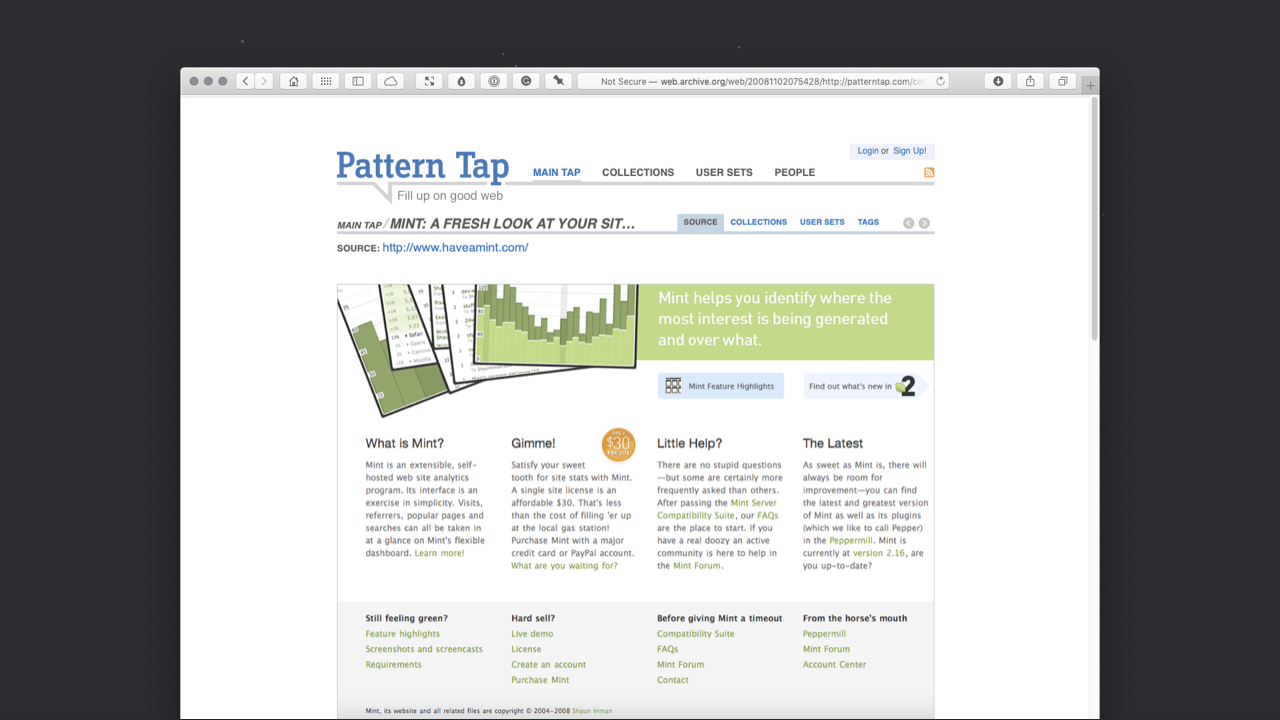 Not Secure — web.archive.org/web/20081102075428/http://patterntap.com/co
Login or Sign Up!
Pattern Tap
MAIN TAP COLLECTIONS USER SETS PEOPLE
Fill up on good web
MAIN TAP / MINT: A FRESH LOOK AT YOUR SIT...
SOURCE COLLECTIONS USER SETS TAGS
SOURCE: http://www.haveamint.com/
Mint helps you identify where the
most interest is being generated
and over what.
Mint Feature Highlights
Find out what's new in 2
What is Mint?
Mint is an extensible, self-
hosted web site analytics
program. Its interface is an
exercise in simplicity. Visits,
referrers, popular pages and
searches can all be taken in
at a glance on Mint's flexible
dashboard. Learn more!
Gimme!
ONLY
$30
PER SITE
Satisfy your sweet
tooth for site stats with Mint.
A single site license is an
affordable $30. That's less
than the cost of filling 'er up
at the local gas station!
Purchase Mint with a major
credit card or PayPal account.
What are you waiting for?
Little Help?
There are no stupid questions
—but some are certainly more
frequently asked than others.
After passing the Mint Server
Compatibility Suite, our FAQs
are the place to start. If you
have a real doozy an active
community is here to help in
the Mint Forum.
The Latest
As sweet as Mint is, there will
always be room for
improvement—you can find
the latest and greatest version
of Mint as well as its plugins
(which we like to call Pepper)
in the Peppermill. Mint is
currently at version 2.16, are
you up-to-date?
Still feeling green?
Feature highlights
Screenshots and screencasts
Requirements
Hard sell?
Live demo
License
Create an account
Purchase Mint
Before giving Mint a timeout
Compatibility Suite
FAQs
Mint Forum
Contact
From the horse's mouth
Peppermill
Mint Forum
Account Center
Mint, its website and all related files are copyright © 2004-2008 Shaun Inman